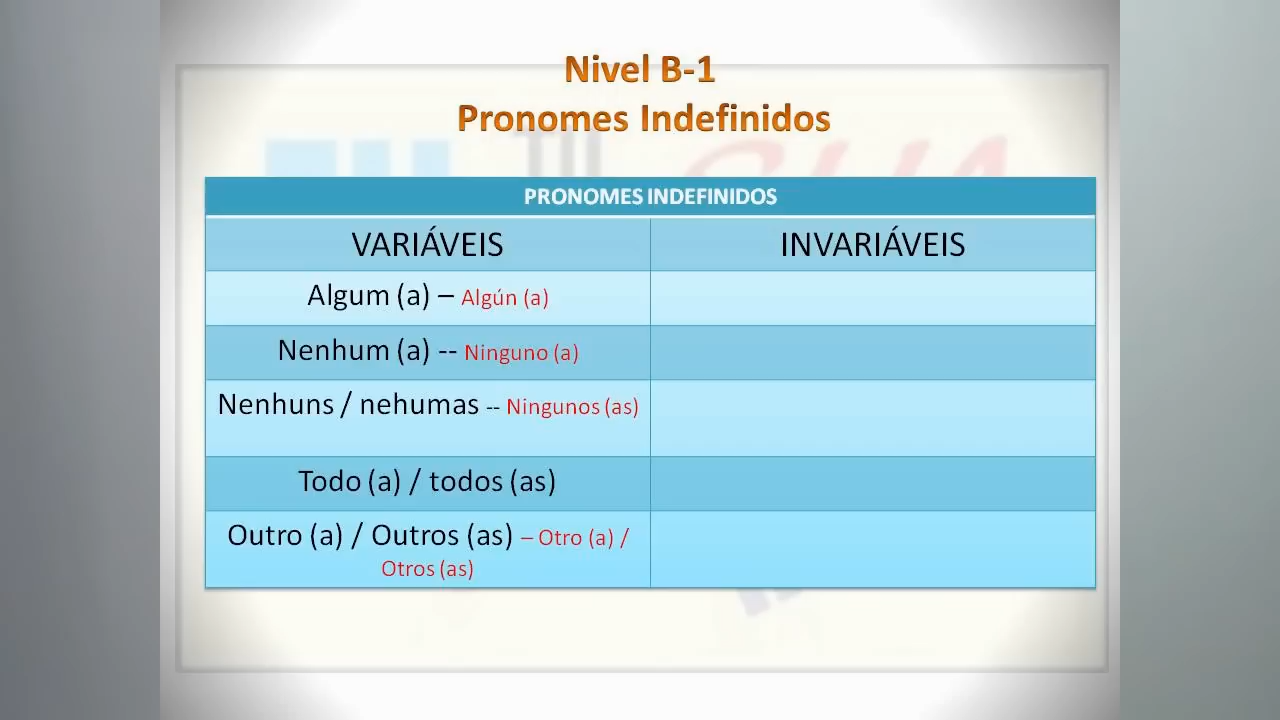 Nivel B-1
Pronomes Indefinidos
PRONOMES INDEFINIDOS
VARIÁVEIS
INVARIÁVEIS
Algum (a) – Algún (a)
Nenhum (a) -- Ninguno (a)
Nenhuns / nehumas -- Ningunos (as)
Todo (a) / todos (as)
Outro (a) / Outros (as) – Otro (a) /
Otros (as)